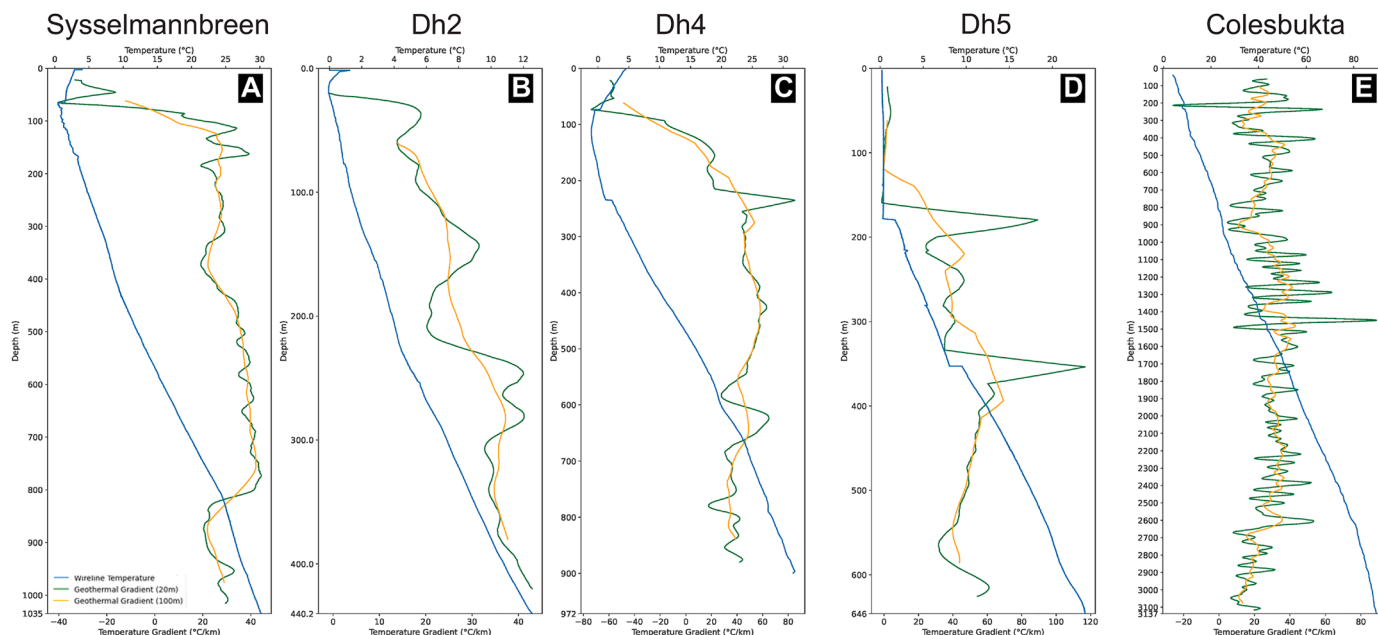 Sysselmannbreen Dh2 Dh4 Dh5 Colesbukta
Temperature (°C) Temperature (°C) Temperature (°C) Temperature (°C) Temperature (°C)
0 5 10 15 20 25 30
0 2 4 6 8 10 12
0 5 10 15 20 25 30
0 5 10 15 20
0 20 40 60 80
A
B
C
D
E
Depth (m)
0
100
200
300
400
500
600
700
800
900
1000
1035
Wireline Temperature
Geothermal Gradient (20m)
Geothermal Gradient (100m)
−40 −20 0 20 40
Temperature Gradient (°C/km)
Depth (m)
0.0
100.0
200.0
300.0
400.0
440.2
0 10 20 30 40
Temperature Gradient (°C/km)
Depth (m)
0
100
200
300
400
500
600
700
800
900
972
−60 −40 −20 0 20 40 60 80
Temperature Gradient (°C/km)
Depth (m)
0
100
200
300
400
500
600
646
0 20 40 60 80 100 120
Temperature Gradient (°C/km)
Depth (m)
0
100
200
300
400
500
600
700
800
900
1000
1100
1200
1300
1400
1500
1600
1700
1800
1900
2000
2100
2200
2300
2400
2500
2600
2700
2800
2900
3000
3100
3137
−20 0 20 40 60 80
Temperature Gradient (°C/km)